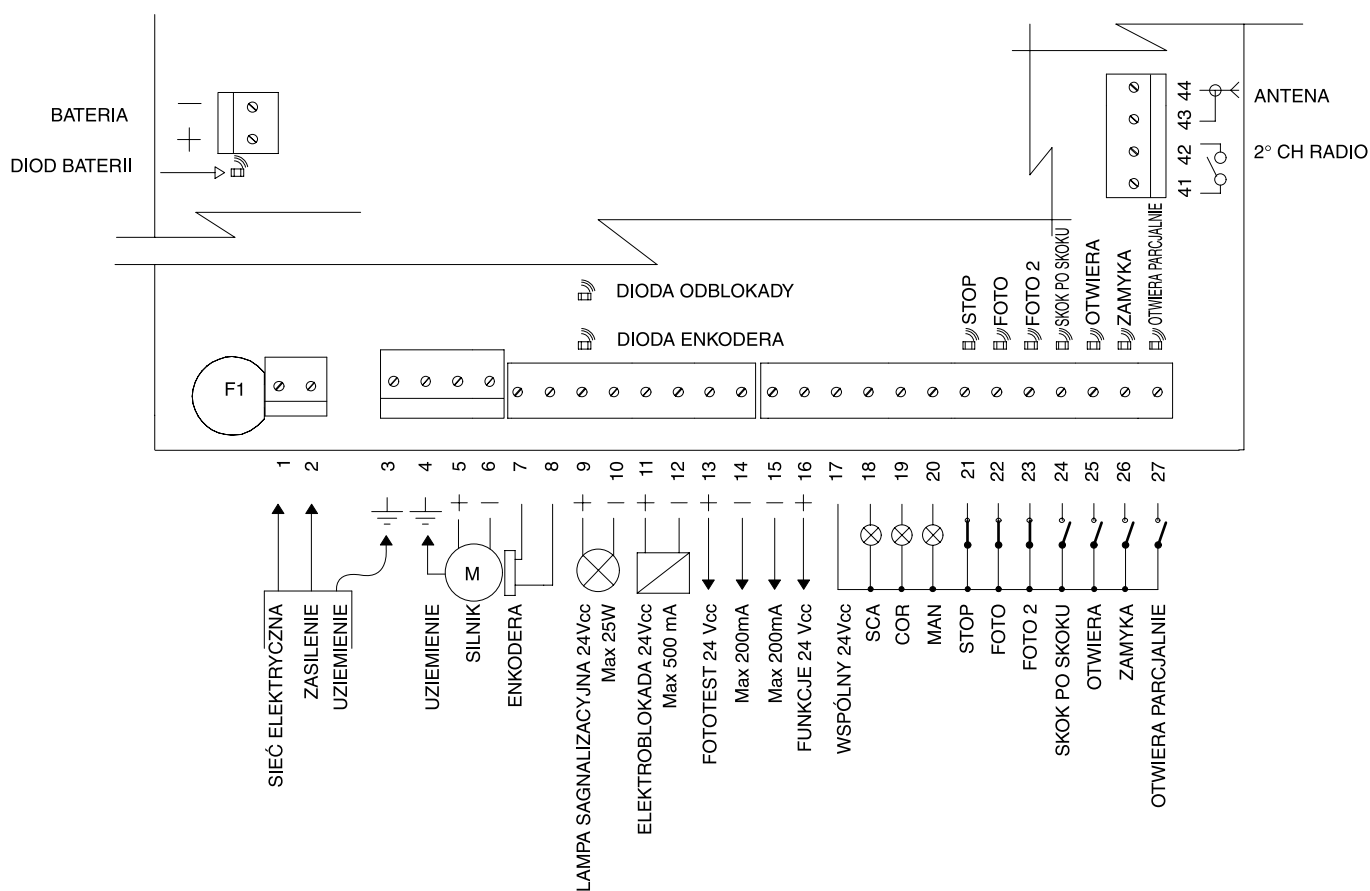 BATERIA
−
+
DIOD BATERII
44
43
42
41
ANTENA
2° CH RADIO
DIODA ODBLOKADY
DIODA ENKODERA
STOP
FOTO
FOTO 2
SKOK PO SKOKU
OTWIERA
ZAMYKA
OTWIERA PARCJALNIE
F1
1
2
3
4
5
6
7
8
9
10
11
12
13
14
15
16
17
18
19
20
21
22
23
24
25
26
27
+
−
+
−
+
−
+
−
−
+
M
SIEĆ ELEKTRYCZNA
ZASILENIE
UZIEMIENIE
UZIEMIENIE
SILNIK
ENKODERA
LAMPA SAGNALIZACYJNA 24Vcc
Max 25W
ELEKTROBLOKADA 24Vcc
Max 500 mA
FOTOTEST 24 Vcc
Max 200mA
Max 200mA
FUNKCJE 24 Vcc
WSPÓLNY 24Vcc
SCA
COR
MAN
STOP
FOTO
FOTO 2
SKOK PO SKOKU
OTWIERA
ZAMYKA
OTWIERA PARCJALNIE